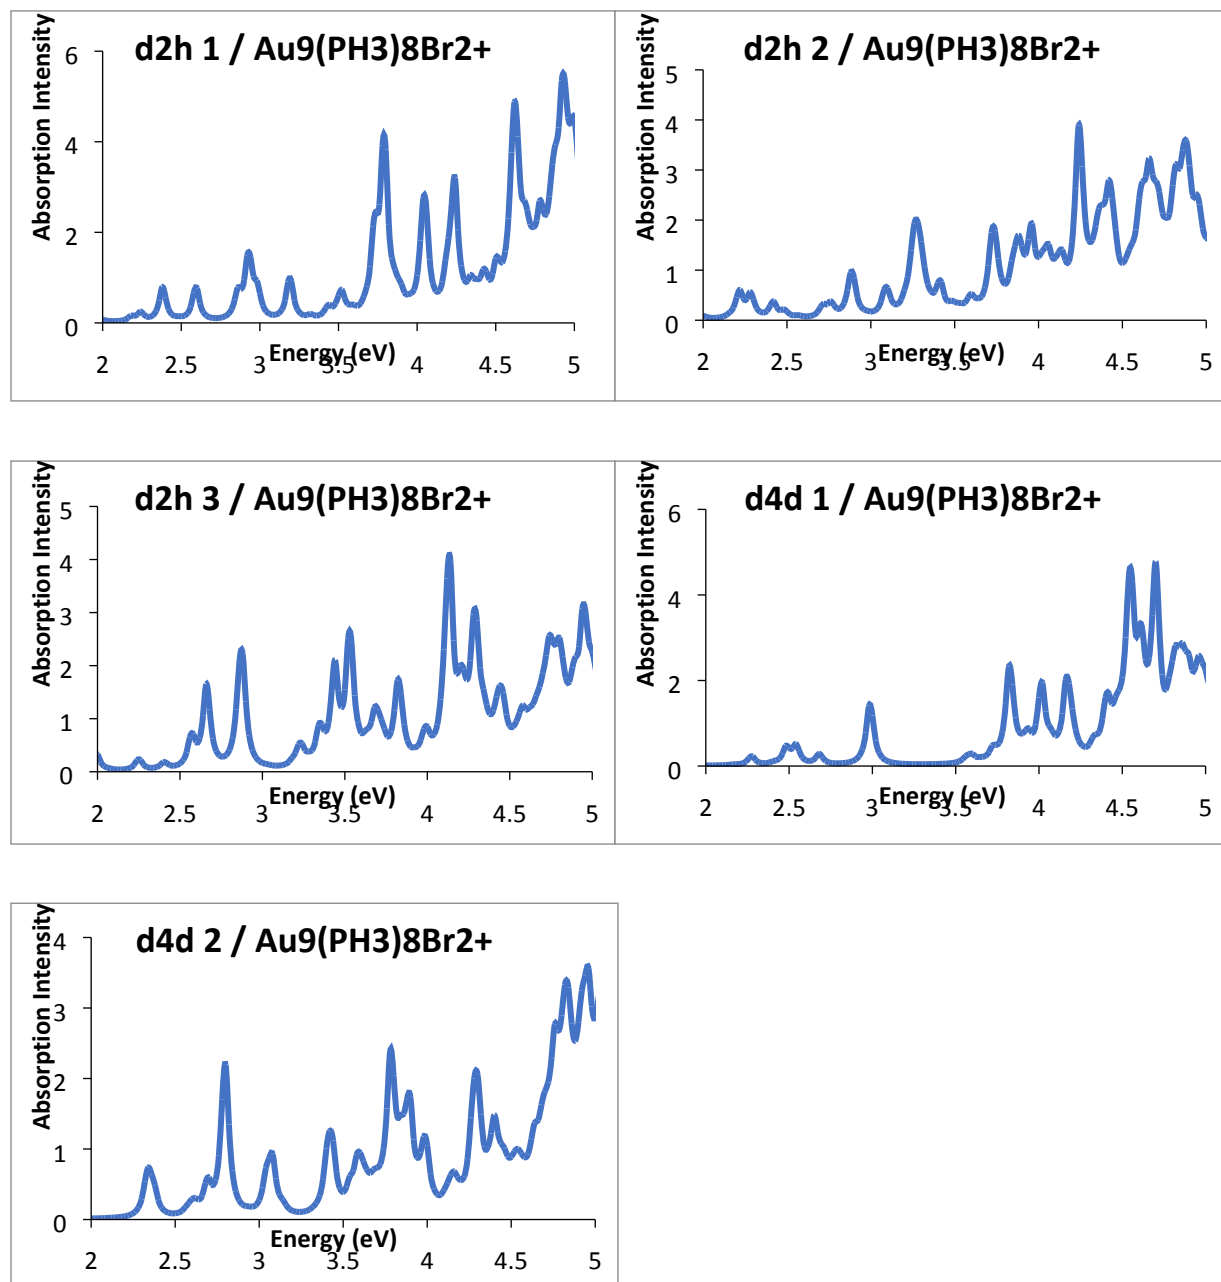 d2h 1 / Au9(PH3)8Br2+
Absorption Intensity
6
4
2
0
2 2.5 3 3.5 4 4.5 5
Energy (eV)
d2h 2 / Au9(PH3)8Br2+
Absorption Intensity
5
4
3
2
1
0
2 2.5 3 3.5 4 4.5 5
Energy (eV)
d2h 3 / Au9(PH3)8Br2+
Absorption Intensity
5
4
3
2
1
0
2 2.5 3 3.5 4 4.5 5
Energy (eV)
d4d 1 / Au9(PH3)8Br2+
Absorption Intensity
6
4
2
0
2 2.5 3 3.5 4 4.5 5
Energy (eV)
d4d 2 / Au9(PH3)8Br2+
Absorption Intensity
4
3
2
1
0
2 2.5 3 3.5 4 4.5 5
Energy (eV)